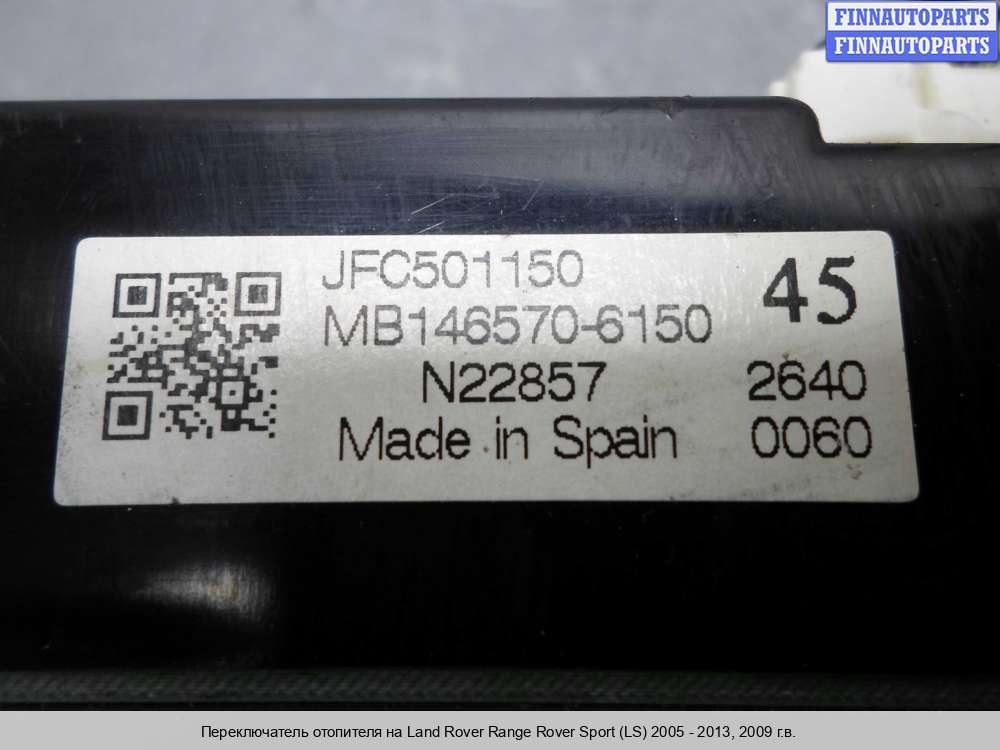 FINNAUTOPARTS
FINNAUTOPARTS
JFC501150
45
MB146570-6150
N22857 2640
Made in Spain 0060
Переключатель отопителя на Land Rover Range Rover Sport (LS) 2005 - 2013, 2009 г.в.